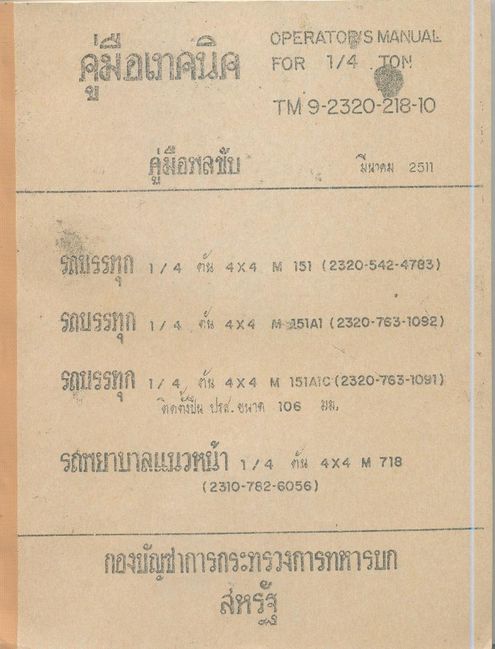 คู่มือเทคนิค
OPERATOR'S MANUAL
FOR 1/4 TON
TM 9-2320-218-10
คู่มือพลขับ
มีนาคม 2511
รถบรรทุก 1/4 ตัน 4X4 M 151 (2320-542-4783)
รถบรรทุก 1/4 ตัน 4X4 M 151A1 (2320-763-1092)
รถบรรทุก 1/4 ตัน 4X4 M 151A1C (2320-763-1091)
ติดตั้งปืน ปรส. ขนาด 106 มม.
รถพยาบาลแนวหน้า 1/4 ตัน 4X4 M 718
(2310-782-6056)
กองบัญชาการกระทรวงการทหารบก
สหรัฐฯ